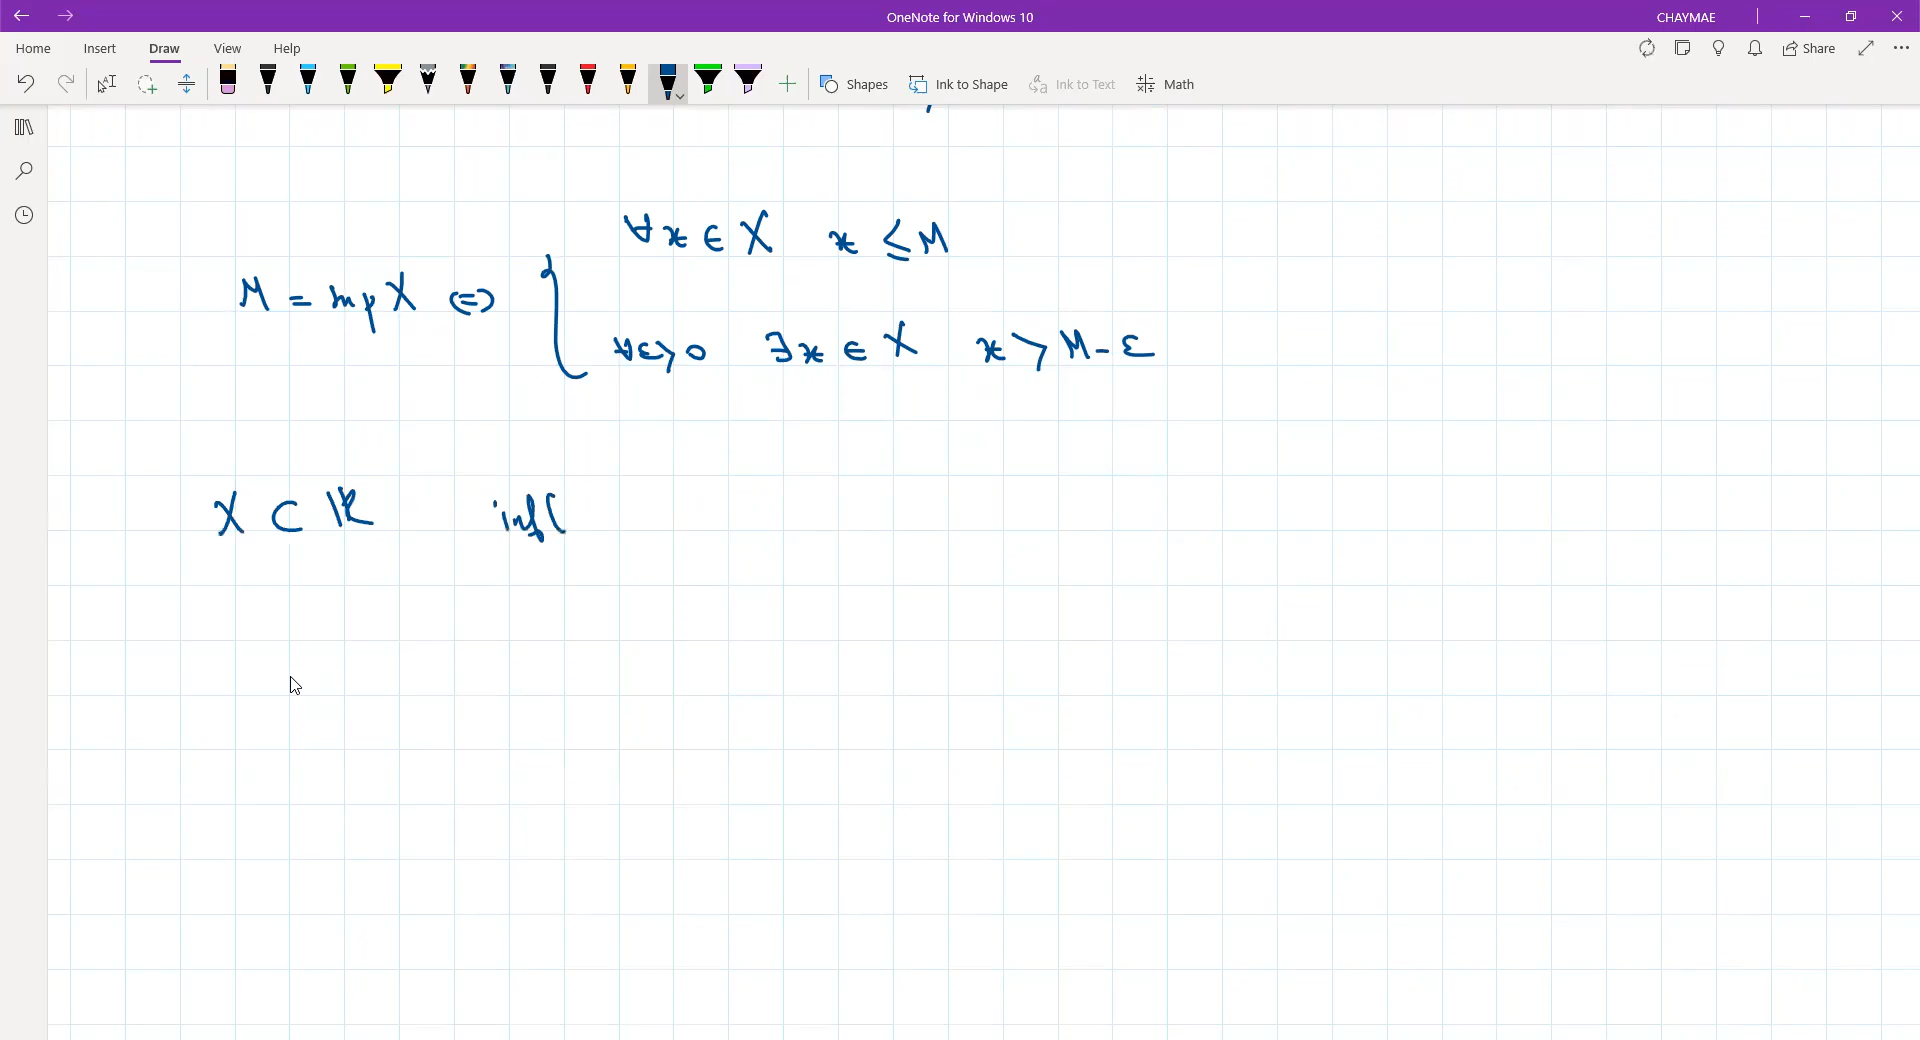 OneNote for Windows 10
CHAYMAE
Home Insert Draw View Help
Share
Shapes Ink to Shape Ink to Text Math
∀x ∈ X x ≤ M
M = sup X ⇔
∀ε > 0 ∃x ∈ X x > M - ε
X ⊂ ℝ inf(